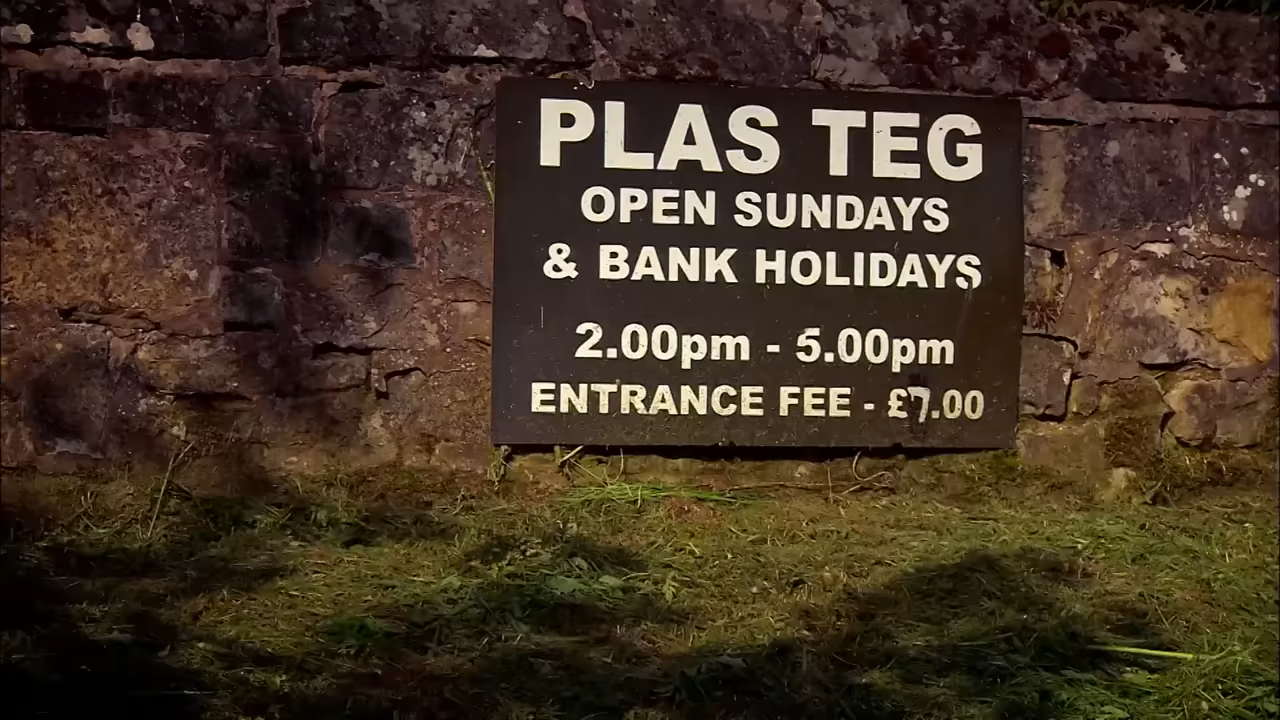 PLAS TEG
OPEN SUNDAYS
& BANK HOLIDAYS
2.00pm - 5.00pm
ENTRANCE FEE - £7.00